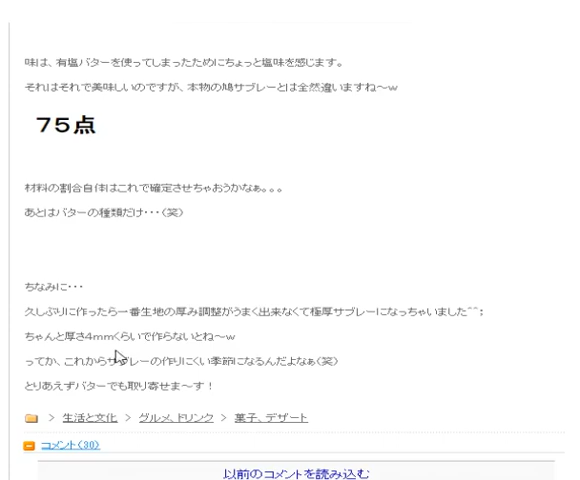 味は、有塩バターを使ってしまったためにちょっと塩味を感じます。
それはそれで美味しいのですが、本物の鳩サブレーとは全然違いますね～w
75点
材料の割合自体はこれで確定させちゃおうかなぁ。。。
あとはバターの種類だけ・・・(笑)
ちなみに・・・
久しぶりに作ったら一番生地の厚み調整がうまく出来なくて極厚サブレーになっちゃいました^^;
ちゃんと厚さ4mmくらいで作らないとね～w
ってか、これからサブレーの作りにくい季節になるんだよなぁ(笑)
とりあえずバターでも取り寄せま～す！
> 生活と文化 > グルメ、ドリンク > 菓子、デザート
コメント(30)
以前のコメントを読み込む